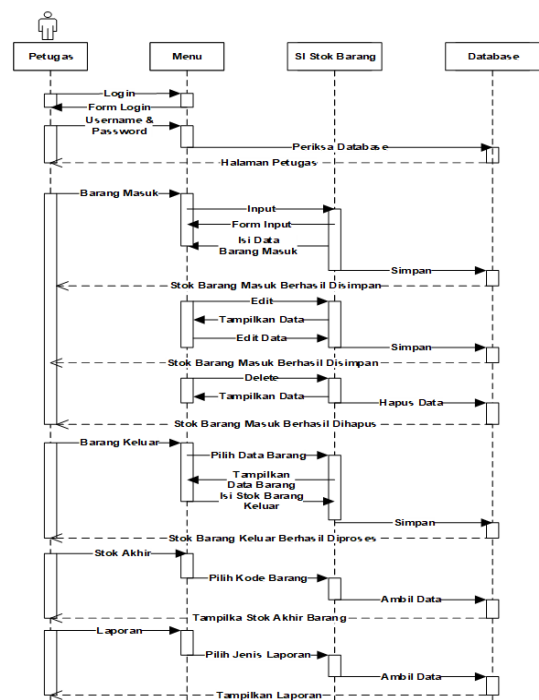 Petugas
Menu
SI Stok Barang
Database
Login
Form Login
Username &
Password
Periksa Database
Halaman Petugas
Barang Masuk
Input
Form Input
Isi Data
Barang Masuk
Simpan
Stok Barang Masuk Berhasil Disimpan
Edit
Tampilkan Data
Edit Data
Simpan
Stok Barang Masuk Berhasil Disimpan
Delete
Tampilkan Data
Hapus Data
Stok Barang Masuk Berhasil Dihapus
Barang Keluar
Pilih Data Barang
Tampilkan
Data Barang
Isi Stok Barang
Keluar
Simpan
Stok Barang Keluar Berhasil Diproses
Stok Akhir
Pilih Kode Barang
Ambil Data
Tampilka Stok Akhir Barang
Laporan
Pilih Jenis Laporan
Ambil Data
Tampilkan Laporan